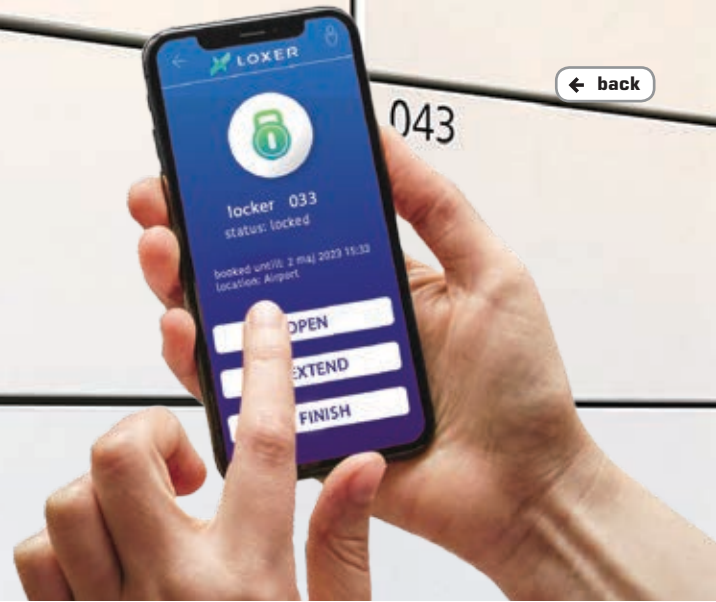 LOXER
← back
043
locker 033
status: locked
booked untill: 2 maj 2023 15:33
location: Airport
OPEN
EXTEND
FINISH